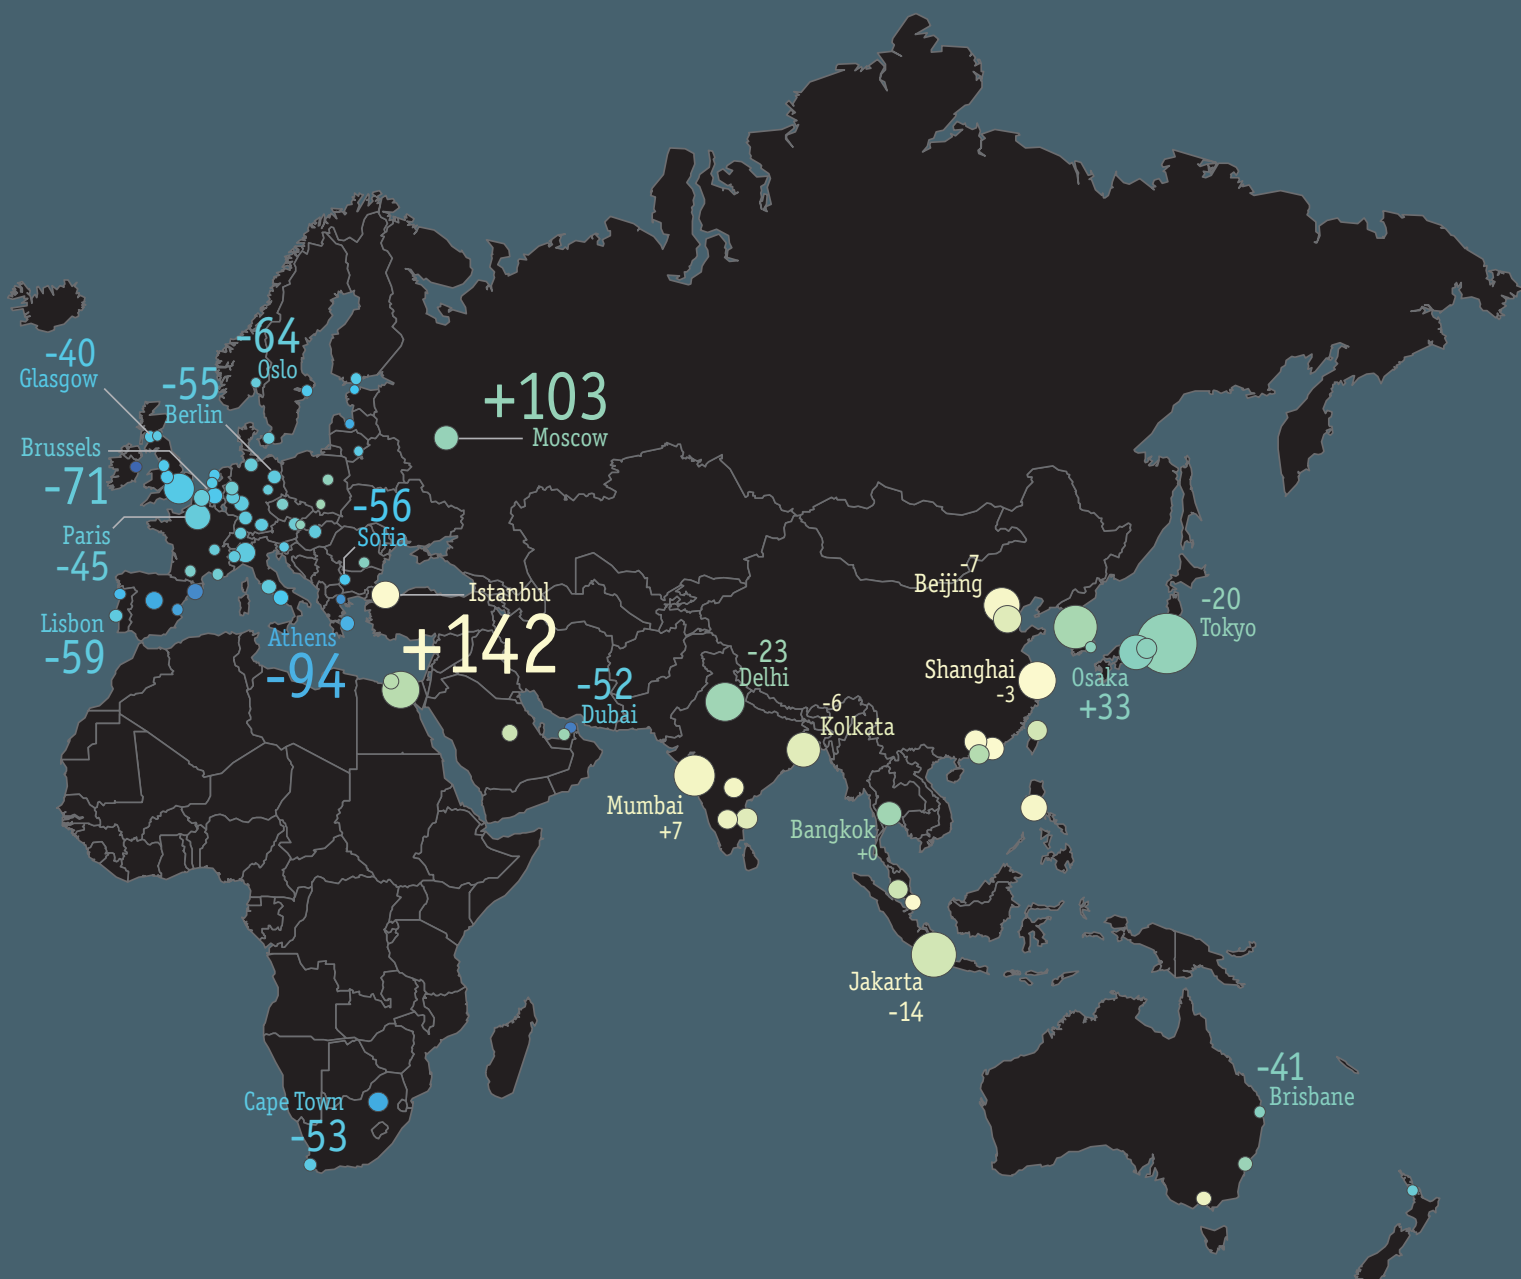 -64
Oslo
-40
Glasgow
-55
Berlin
+103
Moscow
Brussels
-71
-56
Sofia
Paris
-45
Istanbul
+142
Lisbon
-59
Athens
-94
-52
Dubai
-23
Delhi
-6
Kolkata
-7
Beijing
-20
Tokyo
Shanghai
-3
Osaka
+33
Mumbai
+7
Bangkok
+0
Jakarta
-14
Cape Town
-53
-41
Brisbane